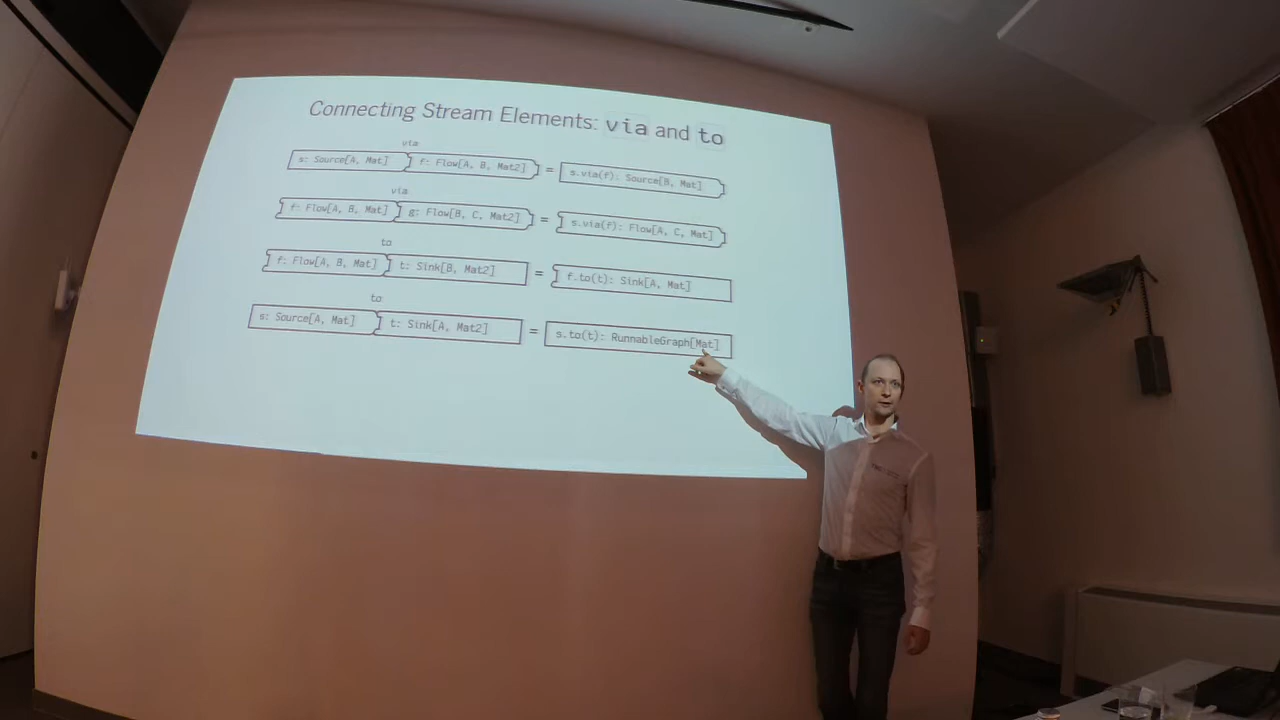 Connecting Stream Elements: via and to
via
s: Source[A, Mat] f: Flow[A, B, Mat2] = s.via(f): Source[B, Mat]
via
f: Flow[A, B, Mat] g: Flow[B, C, Mat2] = s.via(f): Flow[A, C, Mat]
to
f: Flow[A, B, Mat] t: Sink[B, Mat2] = f.to(t): Sink[A, Mat]
to
s: Source[A, Mat] t: Sink[A, Mat2] = s.to(t): RunnableGraph[Mat]